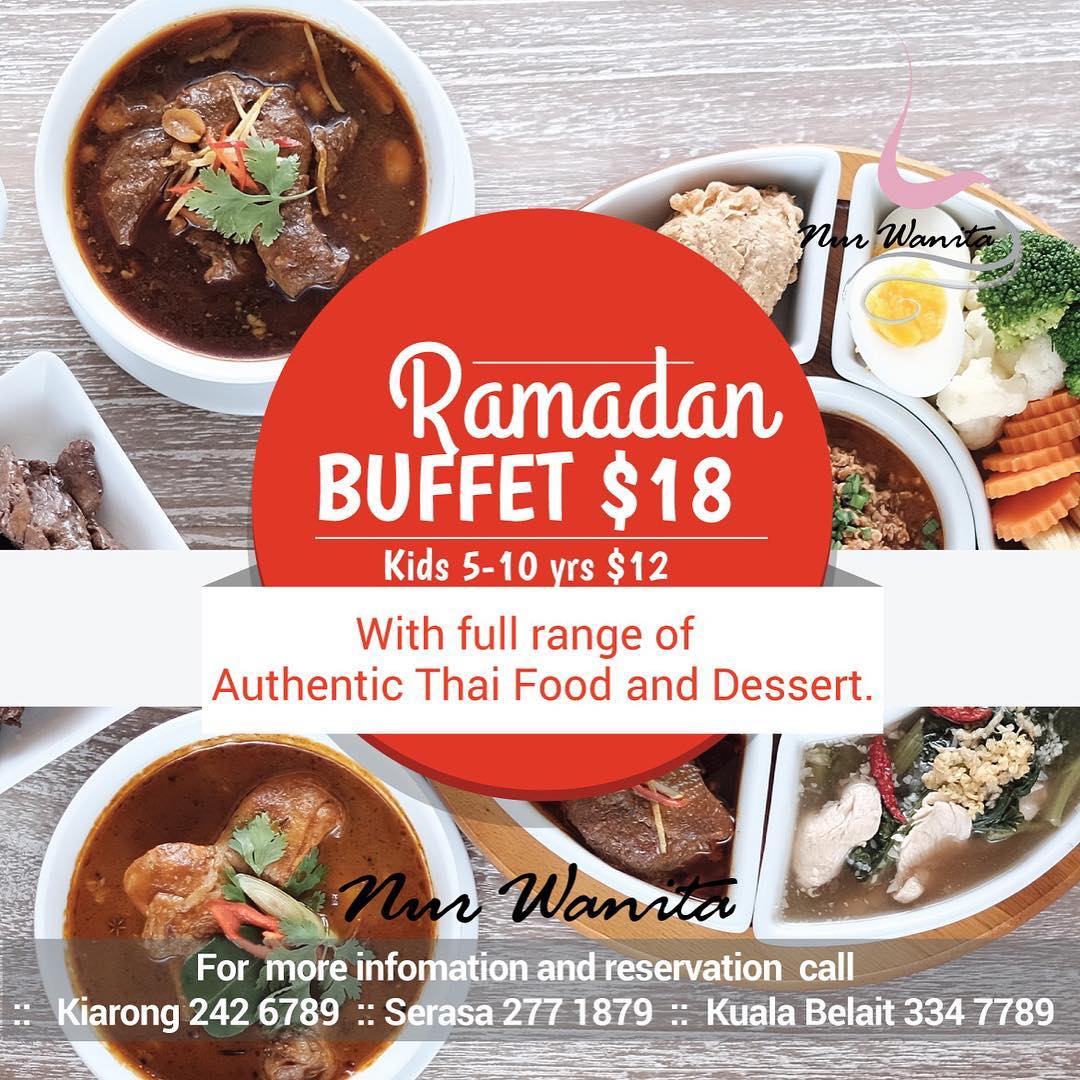 Nur Wanita
Ramadan
BUFFET $18
Kids 5-10 yrs $12
With full range of
Authentic Thai Food and Dessert.
Nur Wanita
For more infomation and reservation call
:: Kiarong 242 6789 :: Serasa 277 1879 :: Kuala Belait 334 7789